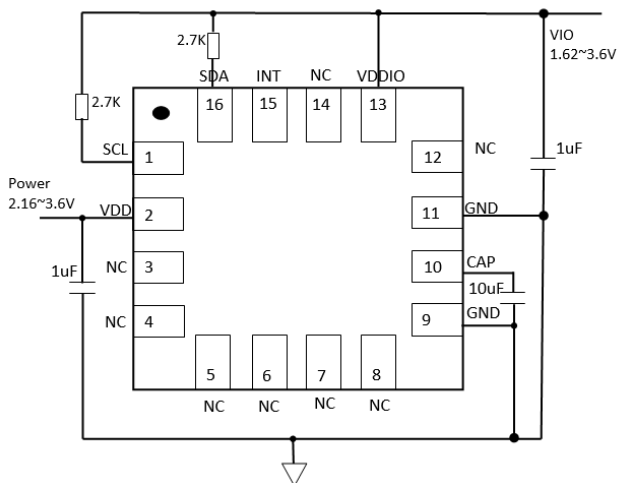 2.7K
VIO
1.62~3.6V
SDA INT NC VDDIO
16 15 14 13
2.7K
SCL 1
12 NC
1uF
Power
2.16~3.6V
VDD 2
11 GND
1uF
NC 3
10 CAP
10uF
NC 4
9 GND
5 6 7 8
NC NC NC NC